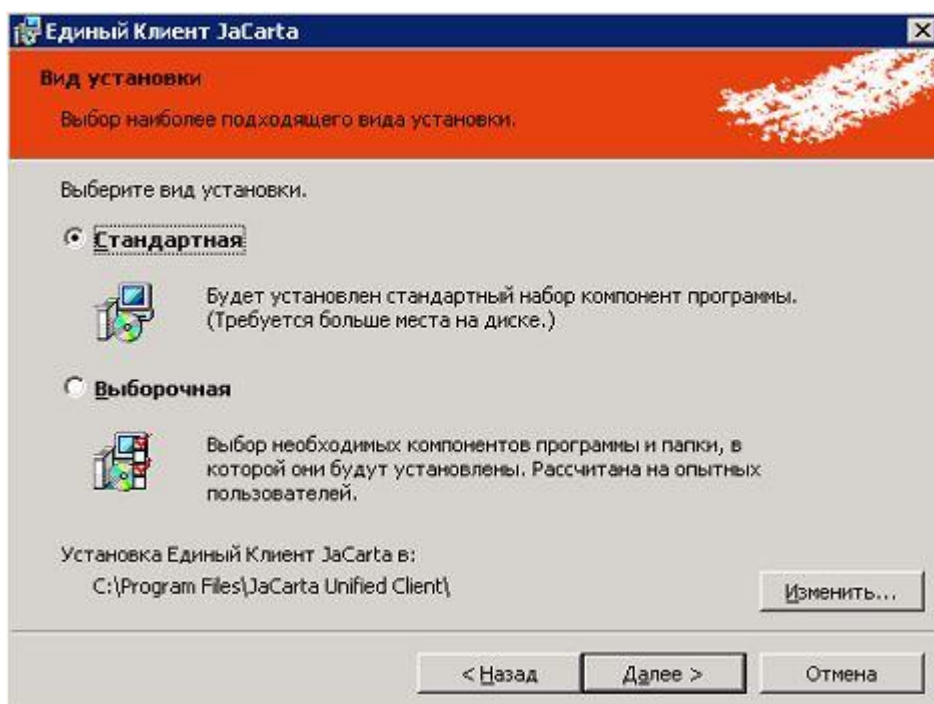 Единый Клиент JaCarta
Вид установки
Выбор наиболее подходящего вида установки.
Выберите вид установки.
Стандартная
Будет установлен стандартный набор компонент программы.
(Требуется больше места на диске.)
Выборочная
Выбор необходимых компонентов программы и папки, в
которой они будут установлены. Рассчитана на опытных
пользователей.
Установка Единый Клиент JaCarta в:
C:\Program Files\JaCarta Unified Client\
Изменить...
< Назад
Далее >
Отмена